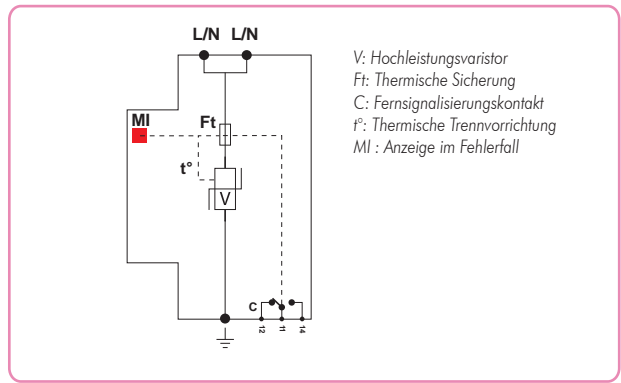 L/N L/N
V: Hochleistungsvaristor
Ft: Thermische Sicherung
C: Fernsignalisierungskontakt
t°: Thermische Trennvorrichtung
MI : Anzeige im Fehlerfall
MI
Ft
t°
V
C
12 11 14